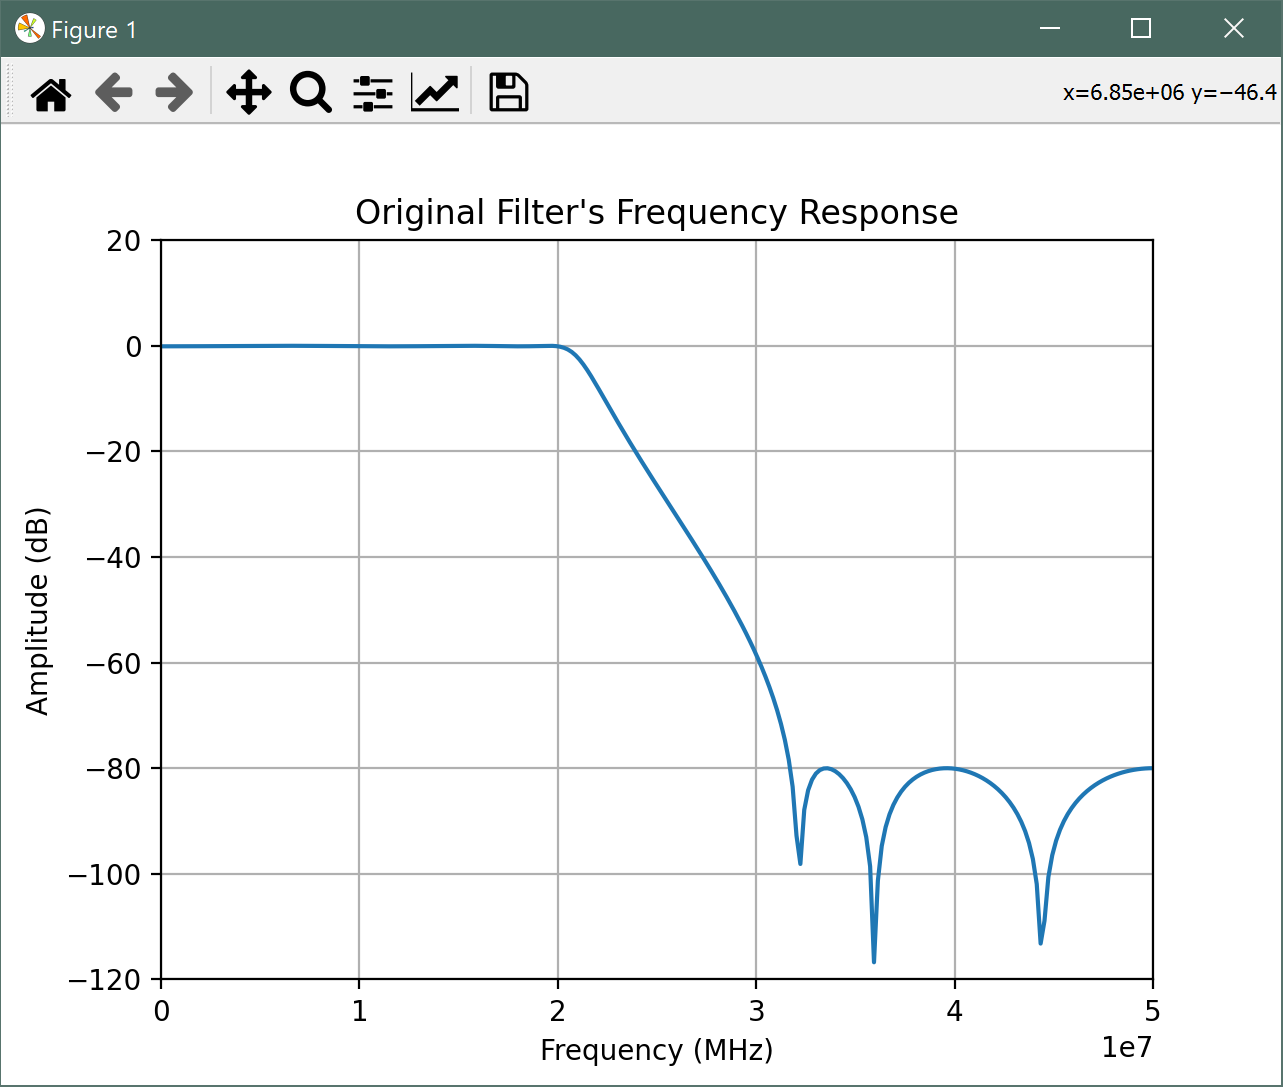 Figure 1
x=6.85e+06 y=−46.4
Original Filter's Frequency Response
20
0
−20
−40
−60
−80
−100
−120
Amplitude (dB)
0 1 2 3 4 5
1e7
Frequency (MHz)